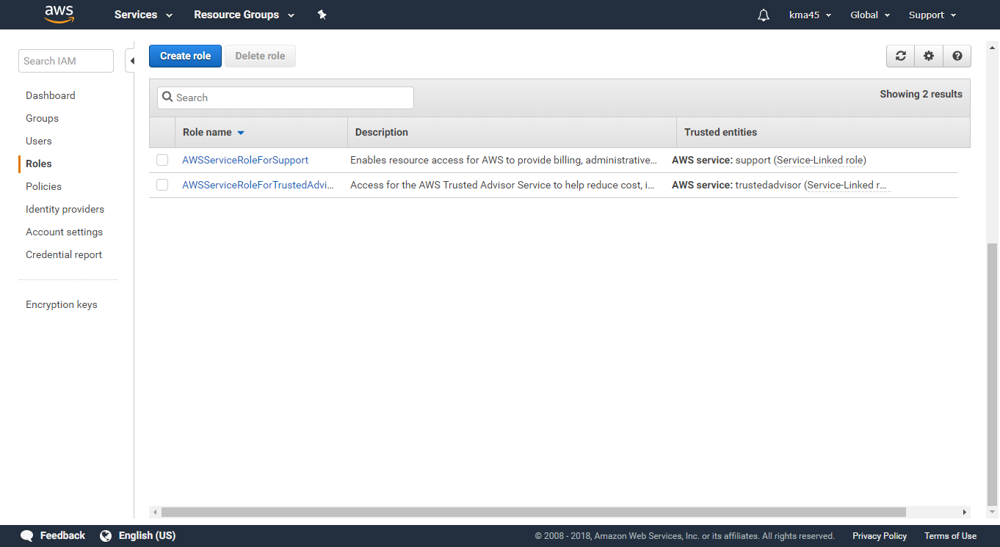 aws Services Resource Groups kma45 Global Support
Search IAM
Dashboard
Groups
Users
Roles
Policies
Identity providers
Account settings
Credential report
Encryption keys
Create role Delete role
Search Showing 2 results
Role name Description Trusted entities
AWSServiceRoleForSupport Enables resource access for AWS to provide billing, administrative... AWS service: support (Service-Linked role)
AWSServiceRoleForTrustedAdvi... Access for the AWS Trusted Advisor Service to help reduce cost, i... AWS service: trustedadvisor (Service-Linked r...
Feedback English (US) © 2008 - 2018, Amazon Web Services, Inc. or its affiliates. All rights reserved. Privacy Policy Terms of Use